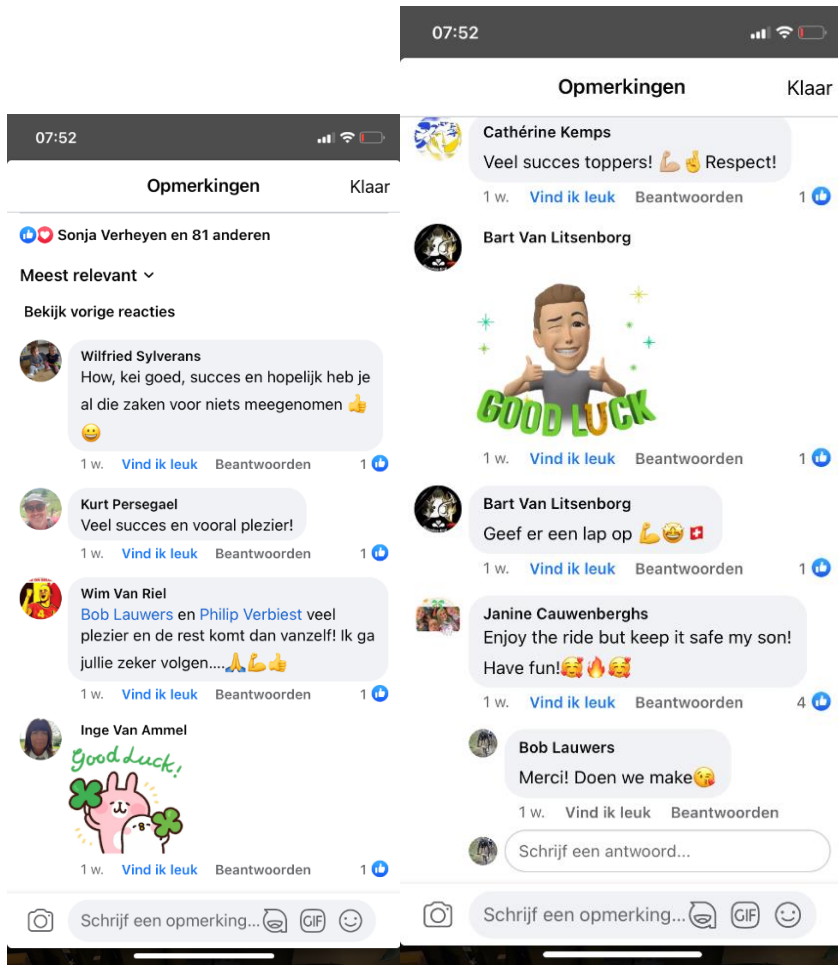 07:52
Opmerkingen
Klaar
Sonja Verheyen en 81 anderen
Meest relevant
Bekijk vorige reacties
Wilfried Sylverans
How, kei goed, succes en hopelijk heb je
al die zaken voor niets meegenomen 👍
😀
1 w. Vind ik leuk Beantwoorden 1
Kurt Persegael
Veel succes en vooral plezier!
1 w. Vind ik leuk Beantwoorden 1
Wim Van Riel
Bob Lauwers en Philip Verbiest veel
plezier en de rest komt dan vanzelf! Ik ga
jullie zeker volgen....🙏💪👍
1 w. Vind ik leuk Beantwoorden 1
Inge Van Ammel
Good Luck!
1 w. Vind ik leuk Beantwoorden 1
Schrijf een opmerking...
GIF
07:52
Opmerkingen
Klaar
Cathérine Kemps
Veel succes toppers! 💪🏼🤞Respect!
1 w. Vind ik leuk Beantwoorden 1
Bart Van Litsenborg
GOOD LUCK
1 w. Vind ik leuk Beantwoorden 1
Bart Van Litsenborg
Geef er een lap op 💪🤩🇨🇭
1 w. Vind ik leuk Beantwoorden 1
Janine Cauwenberghs
Enjoy the ride but keep it safe my son!
Have fun!🥰🔥🥰
1 w. Vind ik leuk Beantwoorden 4
Bob Lauwers
Merci! Doen we make😘
1 w. Vind ik leuk Beantwoorden
Schrijf een antwoord...
Schrijf een opmerking...
GIF